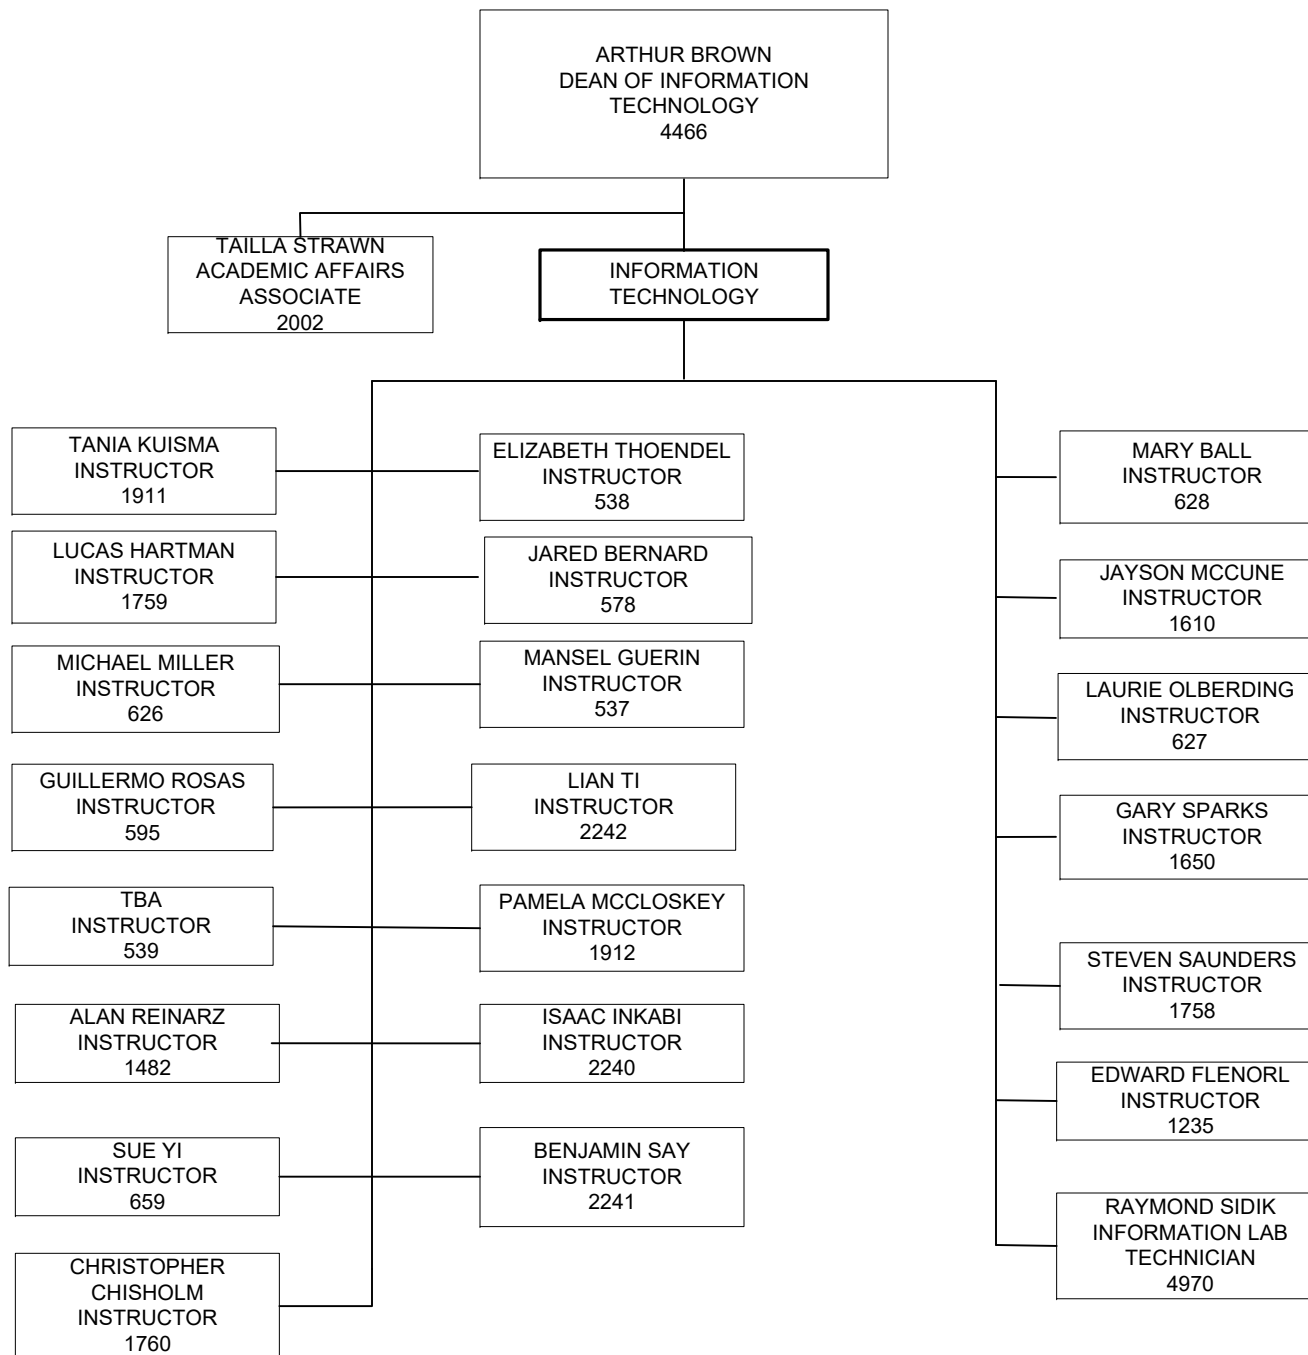 ARTHUR BROWN
DEAN OF INFORMATION
TECHNOLOGY
4466
TAILLA STRAWN
ACADEMIC AFFAIRS
ASSOCIATE
2002
INFORMATION
TECHNOLOGY
TANIA KUISMA
INSTRUCTOR
1911
ELIZABETH THOENDEL
INSTRUCTOR
538
MARY BALL
INSTRUCTOR
628
LUCAS HARTMAN
INSTRUCTOR
1759
JARED BERNARD
INSTRUCTOR
578
JAYSON MCCUNE
INSTRUCTOR
1610
MICHAEL MILLER
INSTRUCTOR
626
MANSEL GUERIN
INSTRUCTOR
537
LAURIE OLBERDING
INSTRUCTOR
627
GUILLERMO ROSAS
INSTRUCTOR
595
LIAN TI
INSTRUCTOR
2242
GARY SPARKS
INSTRUCTOR
1650
TBA
INSTRUCTOR
539
PAMELA MCCLOSKEY
INSTRUCTOR
1912
STEVEN SAUNDERS
INSTRUCTOR
1758
ALAN REINARZ
INSTRUCTOR
1482
ISAAC INKABI
INSTRUCTOR
2240
EDWARD FLENORL
INSTRUCTOR
1235
SUE YI
INSTRUCTOR
659
BENJAMIN SAY
INSTRUCTOR
2241
RAYMOND SIDIK
INFORMATION LAB
TECHNICIAN
4970
CHRISTOPHER
CHISHOLM
INSTRUCTOR
1760